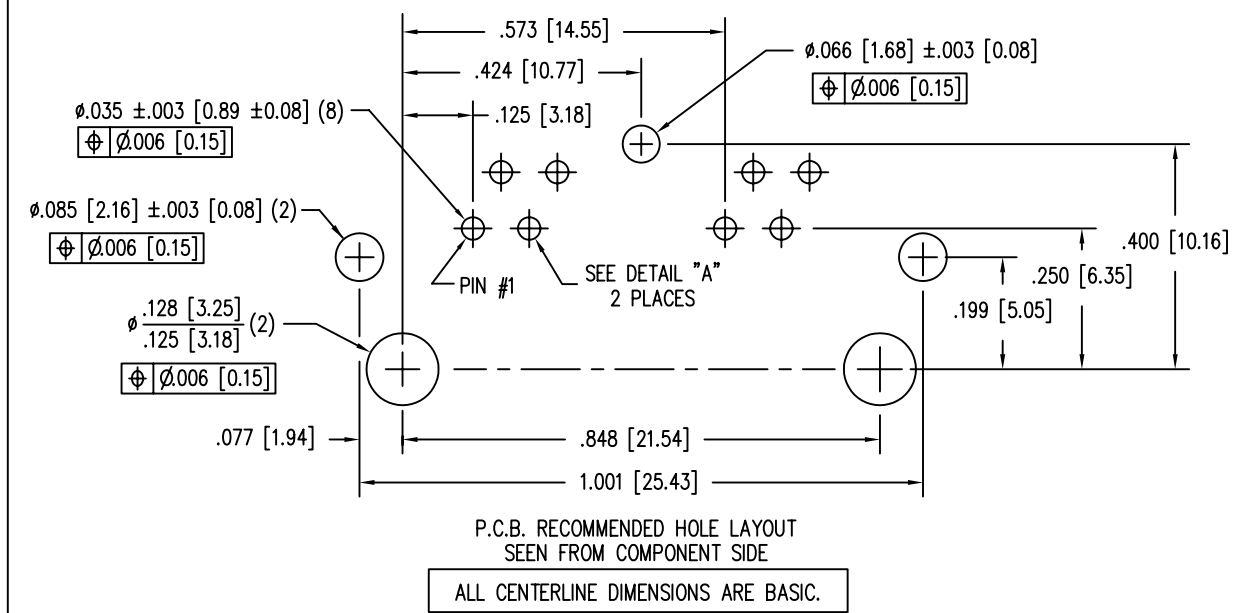 .573 [14.55]
ø.066 [1.68] ±.003 [0.08]
.424 [10.77]
⌖ Ø.006 [0.15]
ø.035 ±.003 [0.89 ±0.08] (8)
.125 [3.18]
⌖ Ø.006 [0.15]
ø.085 [2.16] ±.003 [0.08] (2)
⌖ Ø.006 [0.15]
.400 [10.16]
PIN #1
SEE DETAIL "A"
2 PLACES
.250 [6.35]
.199 [5.05]
ø .128 [3.25]
.125 [3.18] (2)
⌖ Ø.006 [0.15]
.077 [1.94]
.848 [21.54]
1.001 [25.43]
P.C.B. RECOMMENDED HOLE LAYOUT
SEEN FROM COMPONENT SIDE
ALL CENTERLINE DIMENSIONS ARE BASIC.